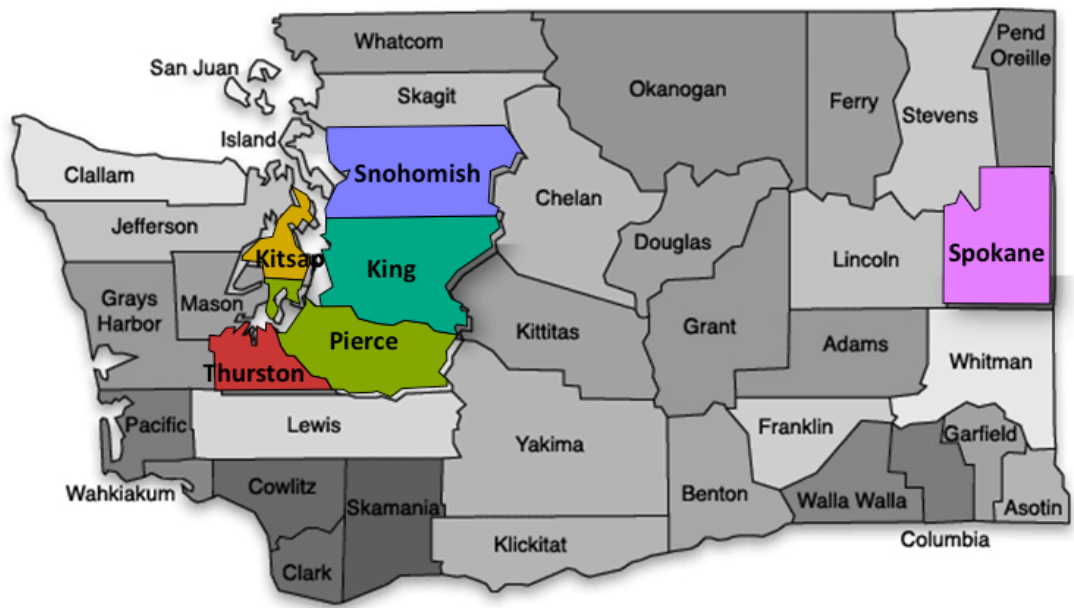 Whatcom
Pend
Oreille
San Juan
Okanogan
Skagit
Ferry
Stevens
Island
Clallam
Snohomish
Chelan
Jefferson
Douglas
Spokane
Kitsap
King
Lincoln
Grays
Harbor
Mason
Grant
Kittitas
Pierce
Adams
Thurston
Whitman
Pacific
Lewis
Franklin
Garfield
Yakima
Wahkiakum
Cowlitz
Skamania
Benton
Walla Walla
Asotin
Columbia
Klickitat
Clark